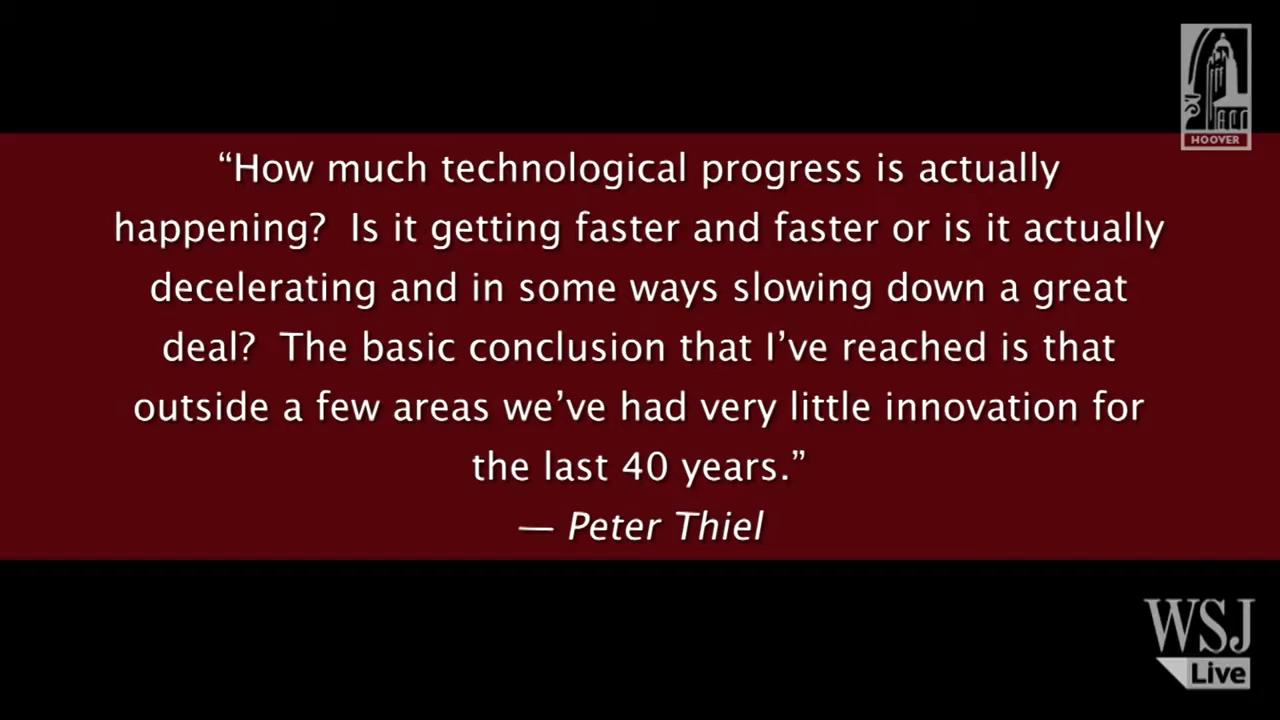 HOOVER
“How much technological progress is actually
happening?  Is it getting faster and faster or is it actually
decelerating and in some ways slowing down a great
deal?  The basic conclusion that I’ve reached is that
outside a few areas we’ve had very little innovation for
the last 40 years.”
— Peter Thiel
WSJ
Live